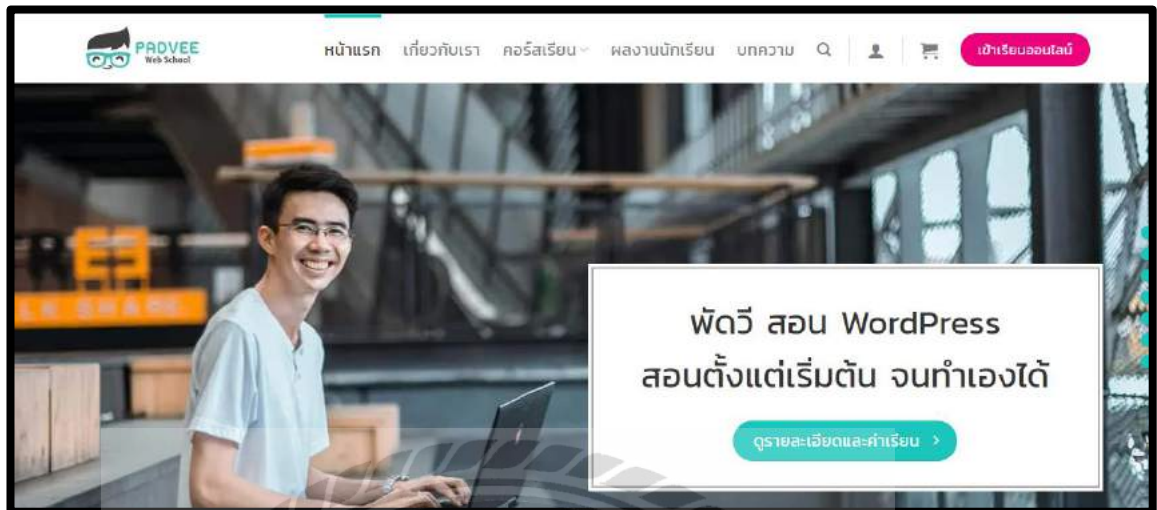 PADVEE
Web School
หน้าแรก
เกี่ยวกับเรา
คอร์สเรียน
ผลงานนักเรียน
บทความ
เข้าเรียนออนไลน์
พัดวี สอน WordPress
สอนตั้งแต่เริ่มต้น จนทำเองได้
ดูรายละเอียดและค่าเรียน